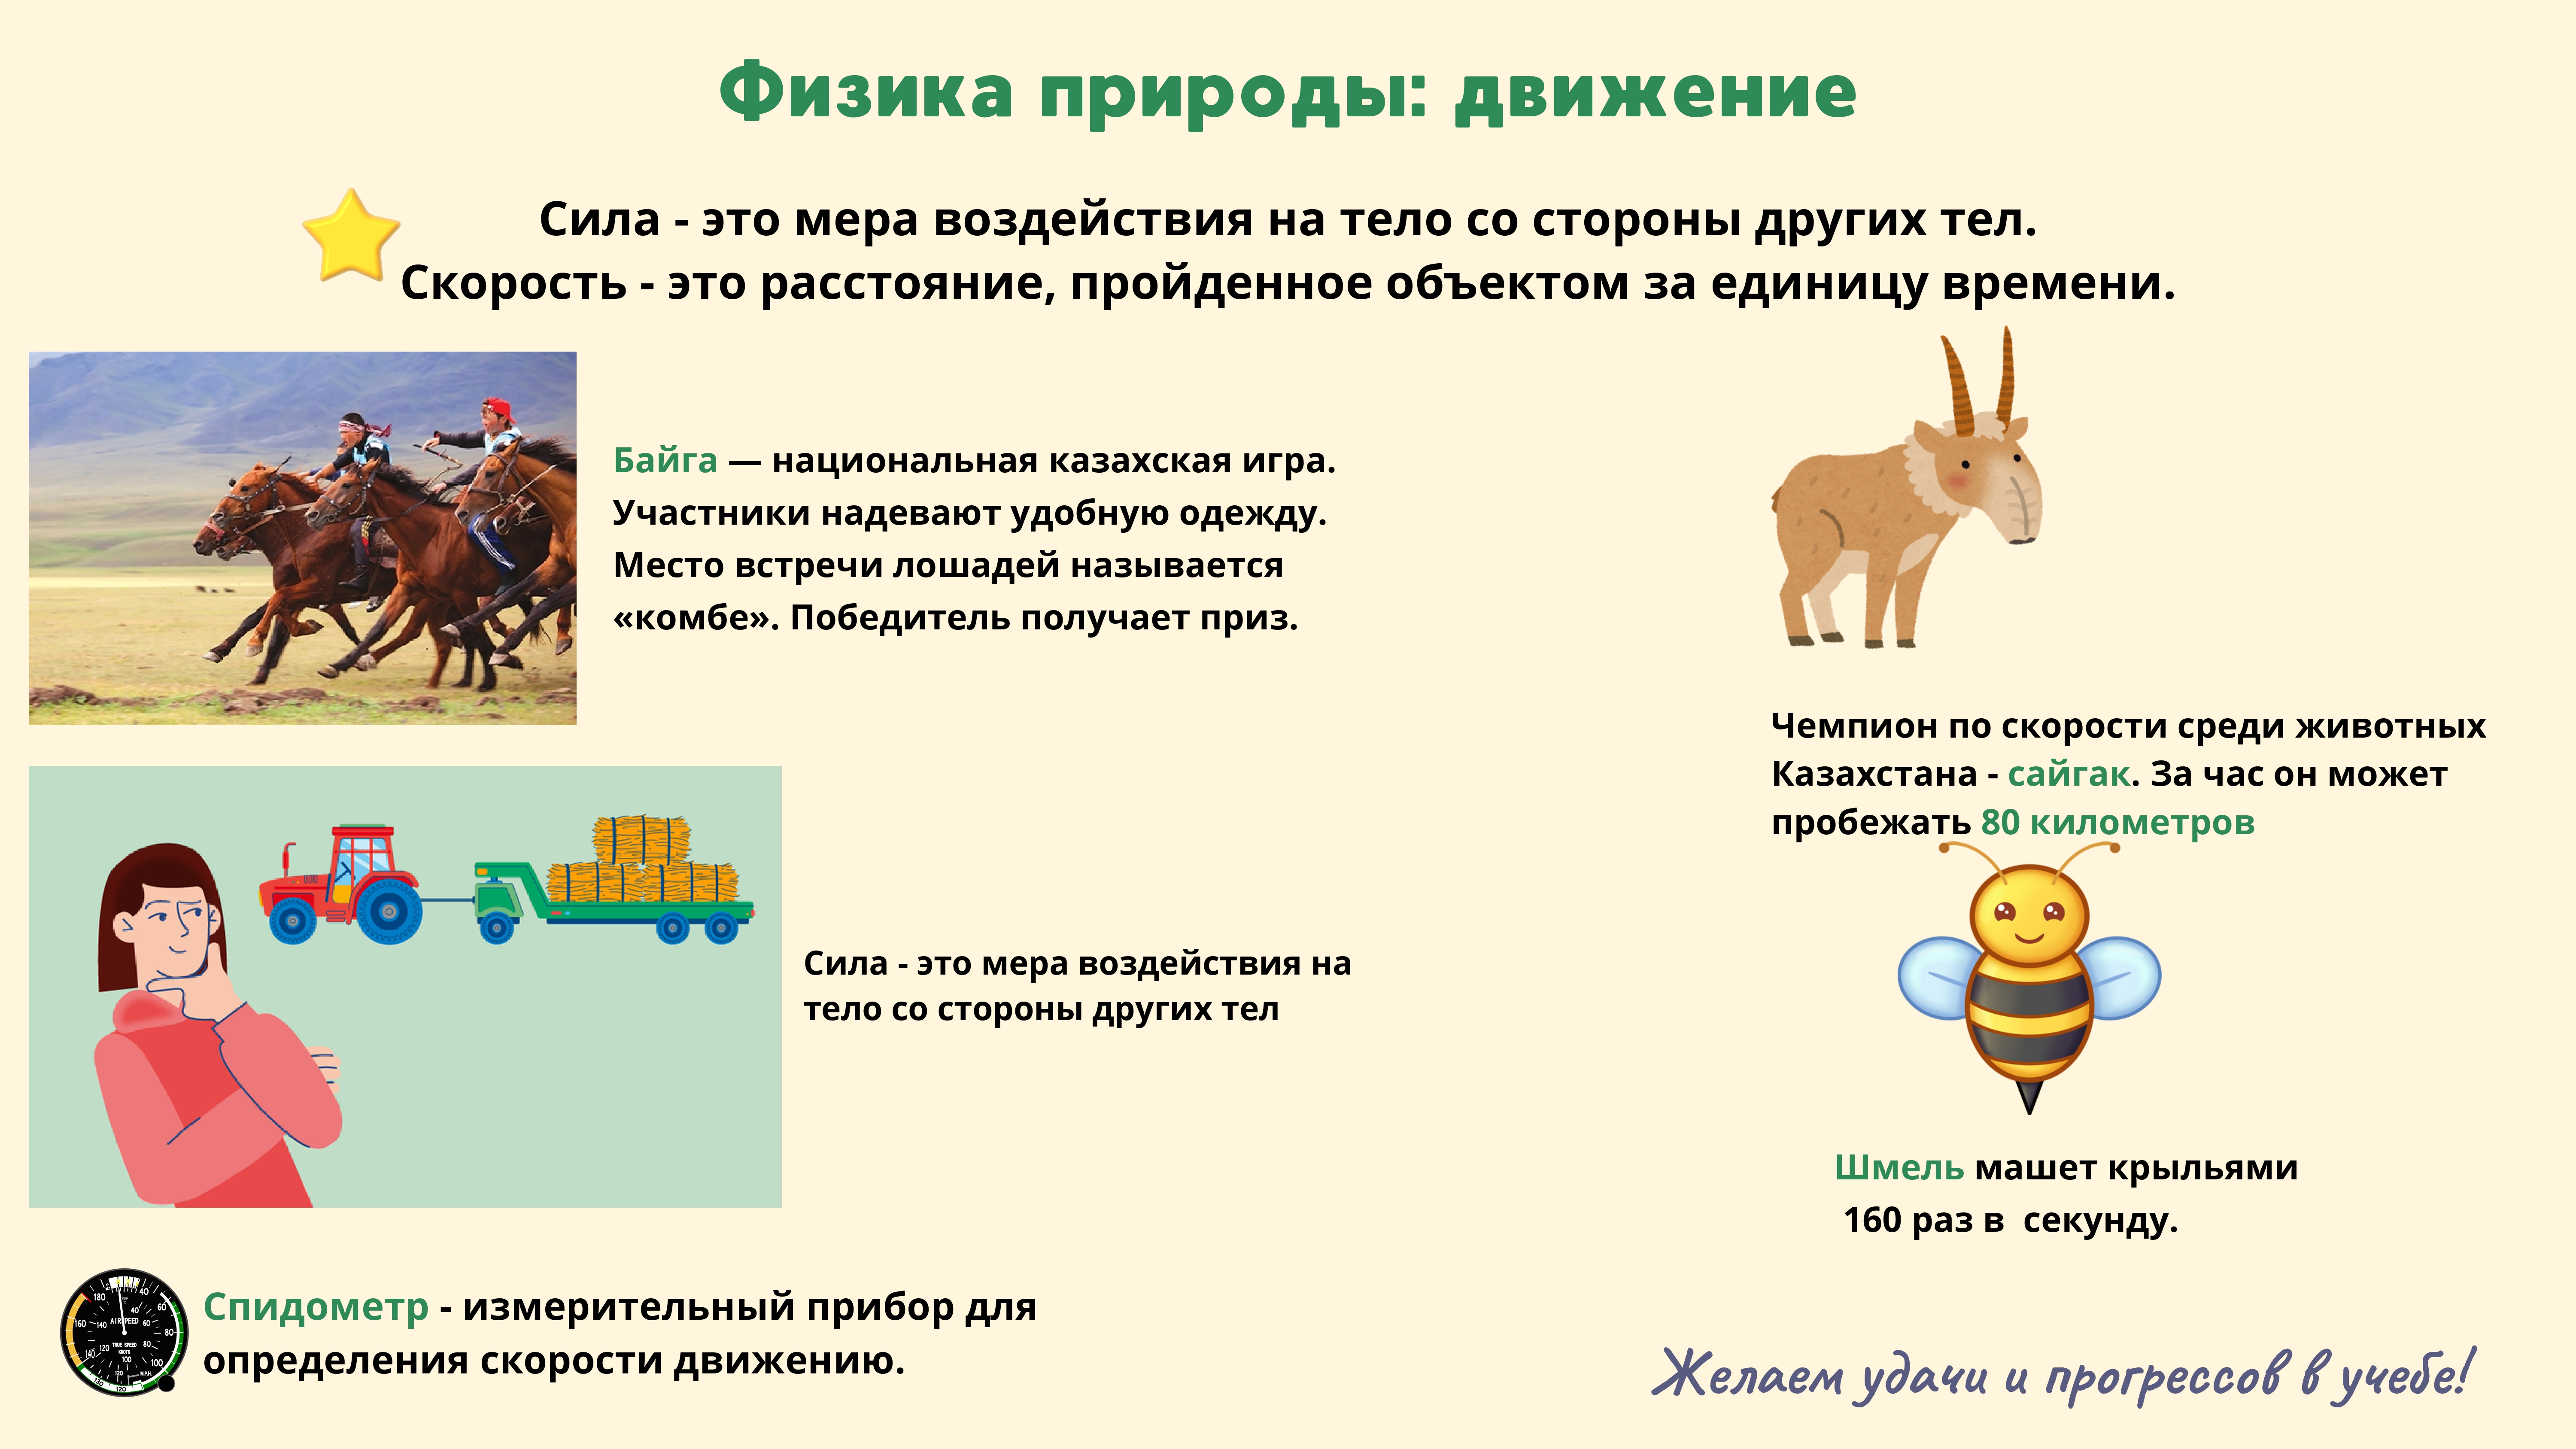 Физика природы: движение
Сила - это мера воздействия на тело со стороны других тел.
Скорость - это расстояние, пройденное объектом за единицу времени.
Байга — национальная казахская игра.
Участники надевают удобную одежду.
Место встречи лошадей называется
«комбе». Победитель получает приз.
Чемпион по скорости среди животных
Казахстана - сайгак. За час он может
пробежать 80 километров
Сила - это мера воздействия на
тело со стороны других тел
Шмель машет крыльями
160 раз в  секунду.
AIRSPEED
TRUE SPEED
KNOTS
Спидометр - измерительный прибор для
определения скорости движению.
Желаем удачи и прогрессов в учебе!